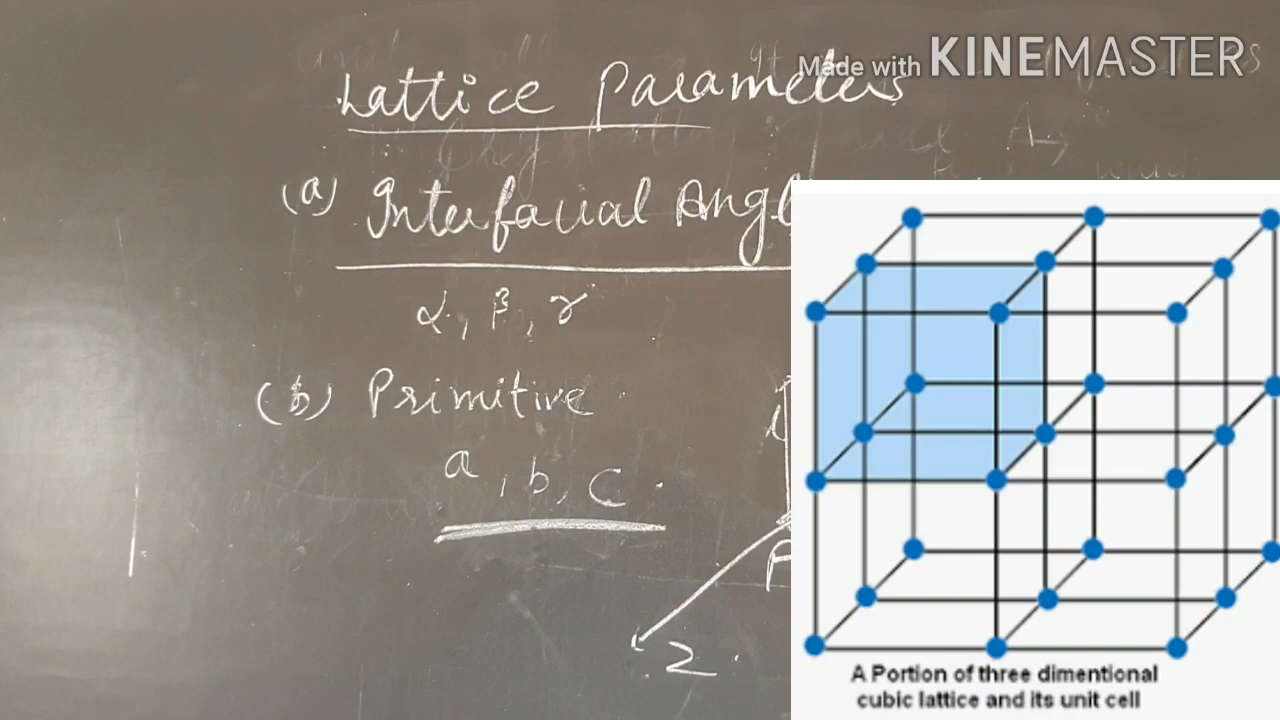 Made with KINEMASTER
Lattice Parameters
(a) Interfacial Angl
α, β, γ
(b) Primitive
a, b, c.
Z.
A Portion of three dimentional
cubic lattice and its unit cell